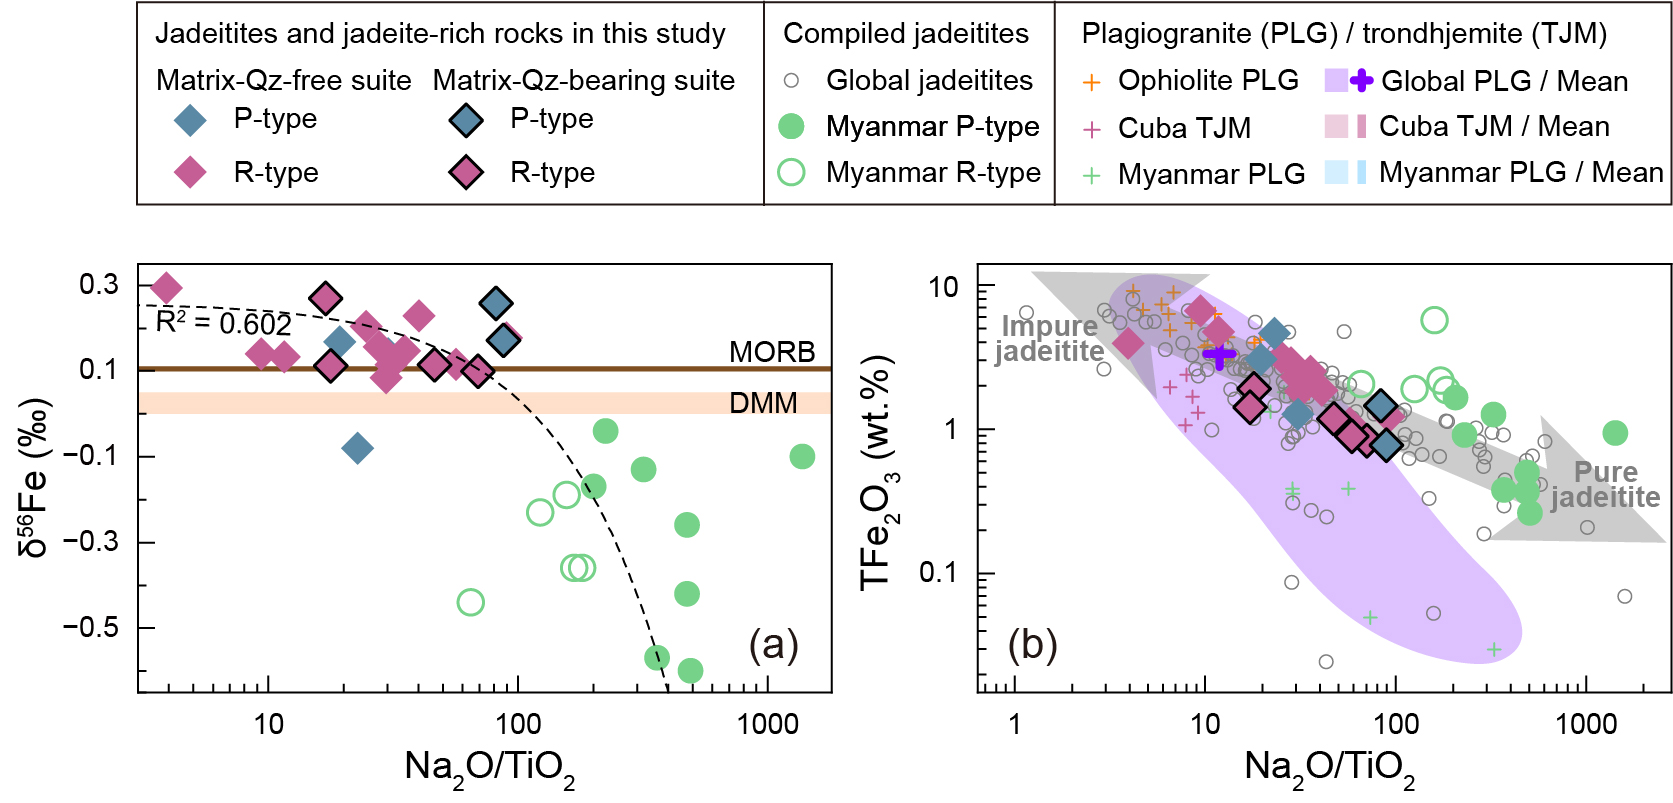 Jadeitites and jadeite-rich rocks in this study
Matrix-Qz-free suite
Matrix-Qz-bearing suite
P-type
P-type
R-type
R-type
Compiled jadeitites
Global jadeitites
Myanmar P-type
Myanmar R-type
Plagiogranite (PLG) / trondhjemite (TJM)
Ophiolite PLG
Global PLG / Mean
Cuba TJM
Cuba TJM / Mean
Myanmar PLG
Myanmar PLG / Mean
0.3
0.1
−0.1
−0.3
−0.5
δ⁵⁶Fe (‰)
R² = 0.602
MORB
DMM
(a)
10
100
1000
Na₂O/TiO₂
10
1
0.1
TFe₂O₃ (wt.%)
Impure
jadeitite
Pure
jadeitite
(b)
1
10
100
1000
Na₂O/TiO₂